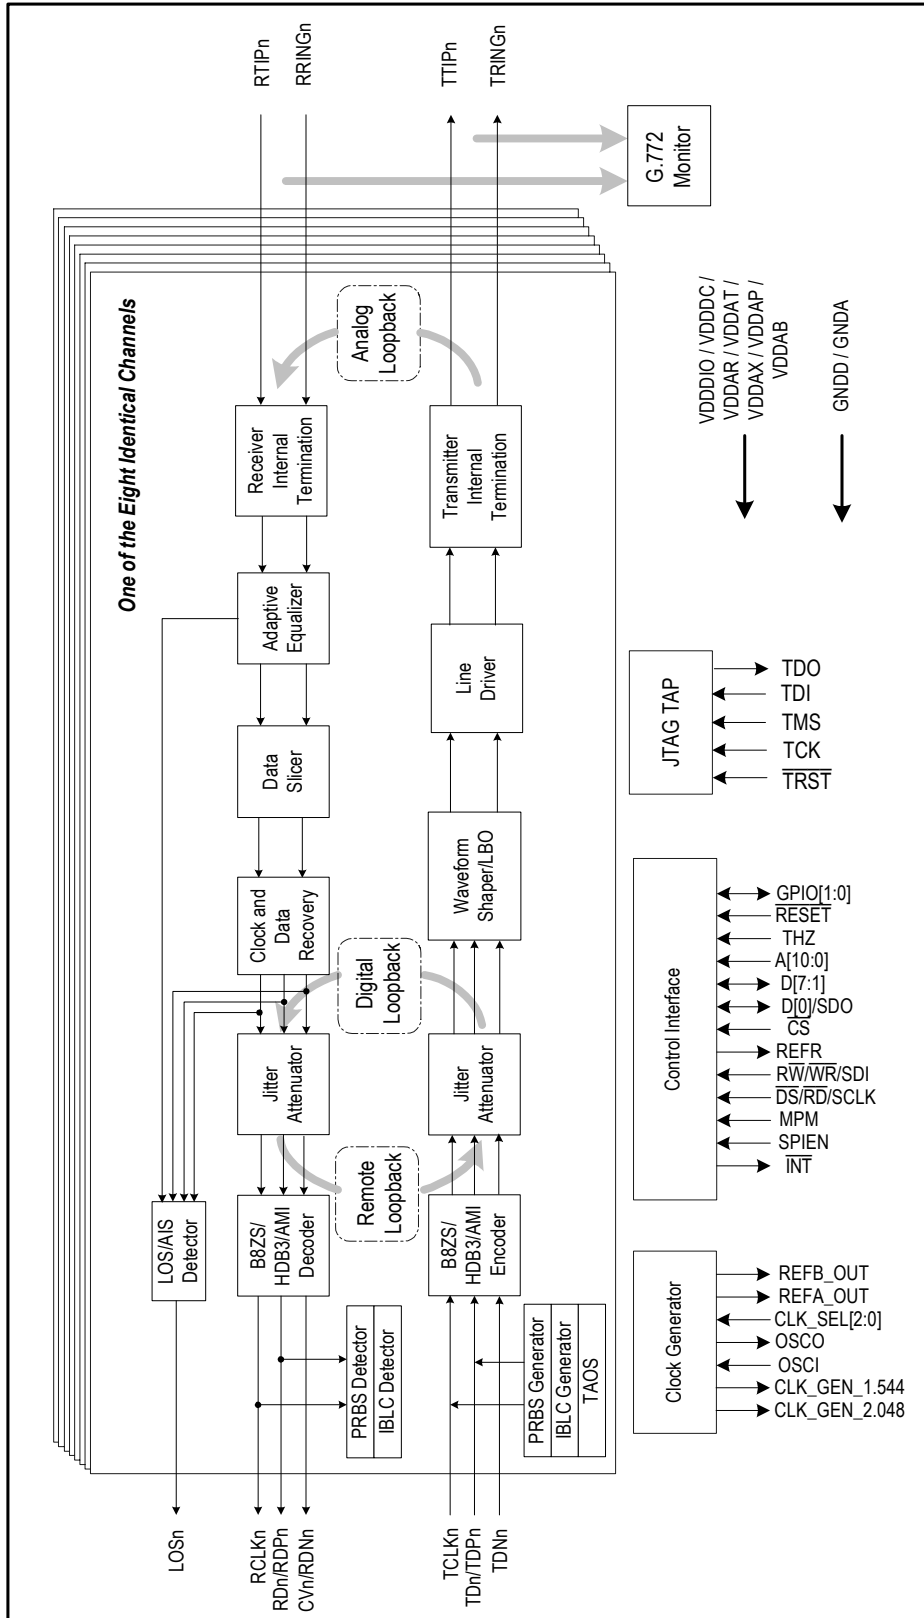 One of the Eight Identical Channels
LOSn
LOS/AIS
Detector
RCLKn
RDn/RDPn
CVn/RDNn
B8ZS/
HDB3/AMI
Decoder
PRBS Detector
IBLC Detector
Jitter
Attenuator
Clock and
Data
Recovery
Data
Slicer
Adaptive
Equalizer
Receiver
Internal
Termination
RTIPn
RRINGn
Remote
Loopback
Digital
Loopback
Analog
Loopback
TCLKn
TDn/TDPn
TDNn
B8ZS/
HDB3/AMI
Encoder
PRBS Generator
IBLC Generator
TAOS
Jitter
Attenuator
Waveform
Shaper/LBO
Line
Driver
Transmitter
Internal
Termination
TTIPn
TRINGn
G.772
Monitor
VDDDIO / VDDDC /
VDDAR / VDDAT /
VDDAX / VDDAP /
VDDAB
GNDD / GNDA
JTAG TAP
TDO
TDI
TMS
TCK
TRST
Control Interface
GPIO[1:0]
RESET
THZ
A[10:0]
D[7:1]
D[0]/SDO
CS
REFR
RW/WR/SDI
DS/RD/SCLK
MPM
SPIEN
INT
Clock Generator
REFB_OUT
REFA_OUT
CLK_SEL[2:0]
OSCO
OSCI
CLK_GEN_1.544
CLK_GEN_2.048